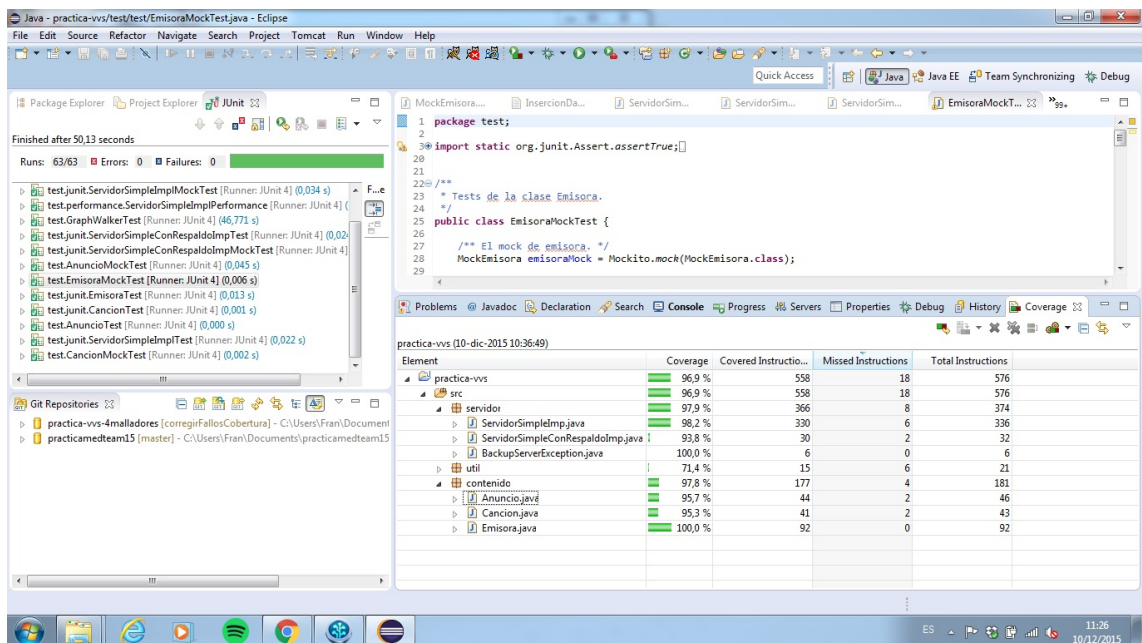 Java - practica-vvs/test/test/EmisoraMockTest.java - Eclipse
File Edit Source Refactor Navigate Search Project Tomcat Run Window Help
Quick Access Java Java EE Team Synchronizing Debug
Package Explorer Project Explorer JUnit
Finished after 50,13 seconds
Runs: 63/63 Errors: 0 Failures: 0
test.junit.ServidorSimpleImplMockTest [Runner: JUnit 4] (0,034 s)
test.performance.ServidorSimpleImplPerformance [Runner: JUnit 4] (
test.GraphWalkerTest [Runner: JUnit 4] (46,771 s)
test.junit.ServidorSimpleConRespaldoImpTest [Runner: JUnit 4] (0,02
test.junit.ServidorSimpleConRespaldoImpMockTest [Runner: JUnit 4]
test.AnuncioMockTest [Runner: JUnit 4] (0,045 s)
test.EmisoraMockTest [Runner: JUnit 4] (0,006 s)
test.junit.EmisoraTest [Runner: JUnit 4] (0,013 s)
test.junit.CancionTest [Runner: JUnit 4] (0,001 s)
test.AnuncioTest [Runner: JUnit 4] (0,000 s)
test.junit.ServidorSimpleImplTest [Runner: JUnit 4] (0,022 s)
test.CancionMockTest [Runner: JUnit 4] (0,002 s)
F...e
Git Repositories
practica-vvs-4malladores [corregirFallosCobertura] - C:\Users\Fran\Document
practicamedteam15 [master] - C:\Users\Fran\Documents\practicamedteam15
MockEmisora.... InsercionDa... ServidorSim... ServidorSim... ServidorSim... EmisoraMockT... »99+
1 package test;
2
3 import static org.junit.Assert.assertTrue;
20
21
22 /**
23 * Tests de la clase Emisora.
24 */
25 public class EmisoraMockTest {
26
27 /** El mock de emisora. */
28 MockEmisora emisoraMock = Mockito.mock(MockEmisora.class);
29
Problems @ Javadoc Declaration Search Console Progress Servers Properties Debug History Coverage
practica-vvs (10-dic-2015 10:36:49)
Element Coverage Covered Instructio... Missed Instructions Total Instructions
practica-vvs 96,9 % 558 18 576
src 96,9 % 558 18 576
servidor 97,9 % 366 8 374
ServidorSimpleImp.java 98,2 % 330 6 336
ServidorSimpleConRespaldoImp.java 93,8 % 30 2 32
BackupServerException.java 100,0 % 6 0 6
util 71,4 % 15 6 21
contenido 97,8 % 177 4 181
Anuncio.java 95,7 % 44 2 46
Cancion.java 95,3 % 41 2 43
Emisora.java 100,0 % 92 0 92
ES 11:26
10/12/2015